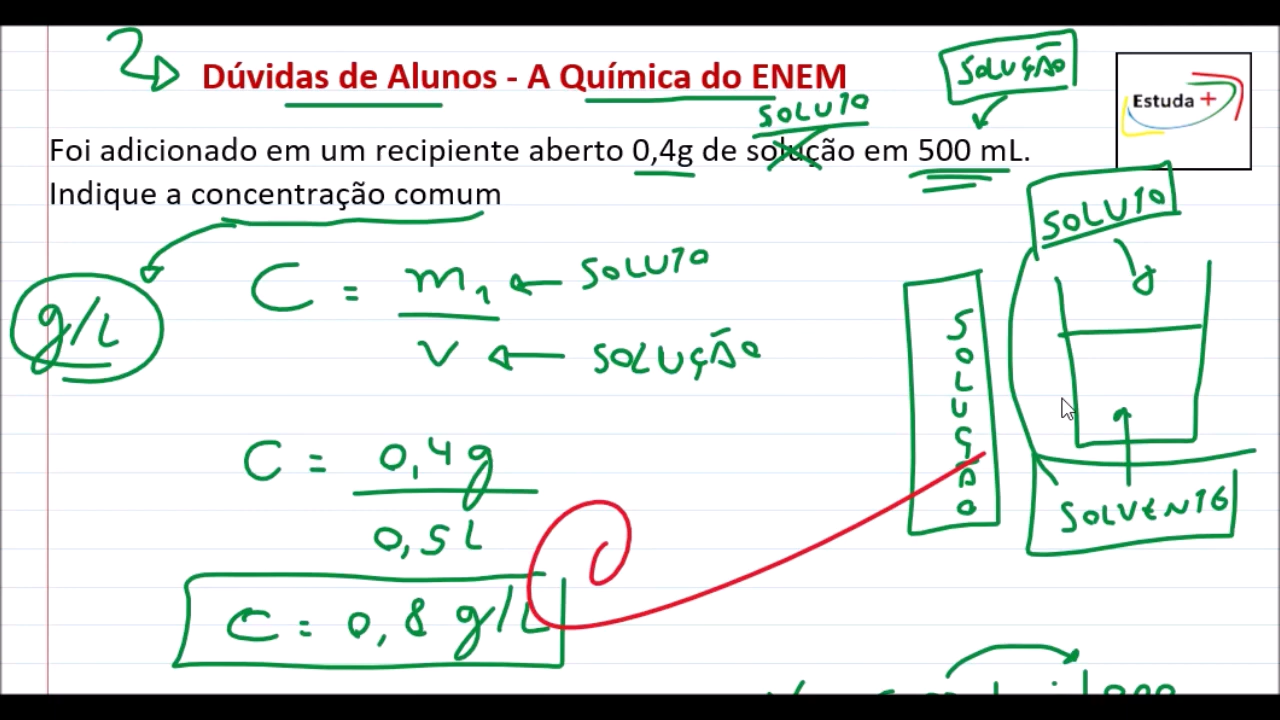 Dúvidas de Alunos - A Química do ENEM
SOLUÇÃO
Estuda +
SOLUTO
Foi adicionado em um recipiente aberto 0,4g de solução em 500 mL.
Indique a concentração comum
SOLUTO
g/L
C = m₁ ← SOLUTO
V ← SOLUÇÃO
SOLUÇÃO
C = 0,4g
0,5L
SOLVENTE
C = 0,8 g/L